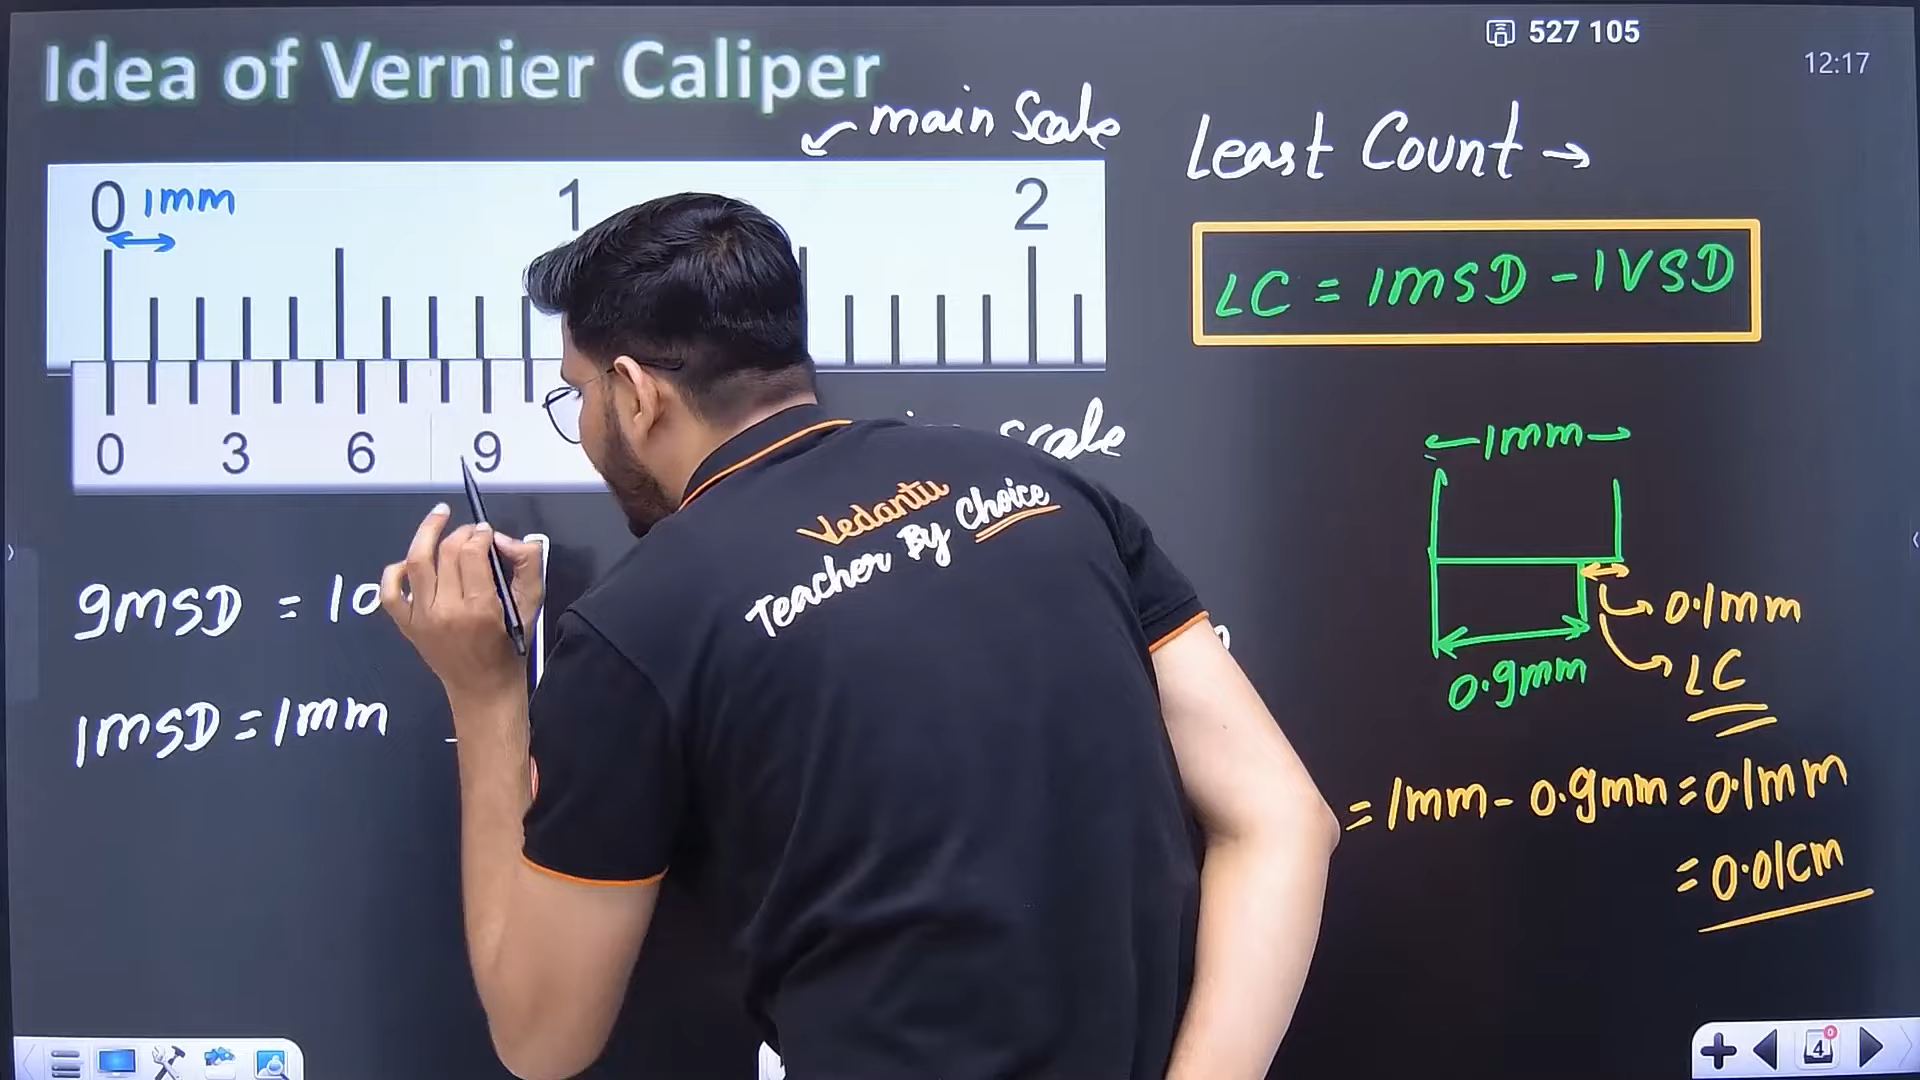 527 105
12:17
Idea of Vernier Caliper
main Scale
Least Count →
0 1mm 1 2
LC = 1MSD - 1VSD
0 3 6 9
scale
1mm
Vedantu
Teacher By Choice
9MSD = 10
0.1mm
LC
0.9mm
1MSD = 1mm
= 1mm - 0.9mm = 0.1mm
= 0.01cm
4
0